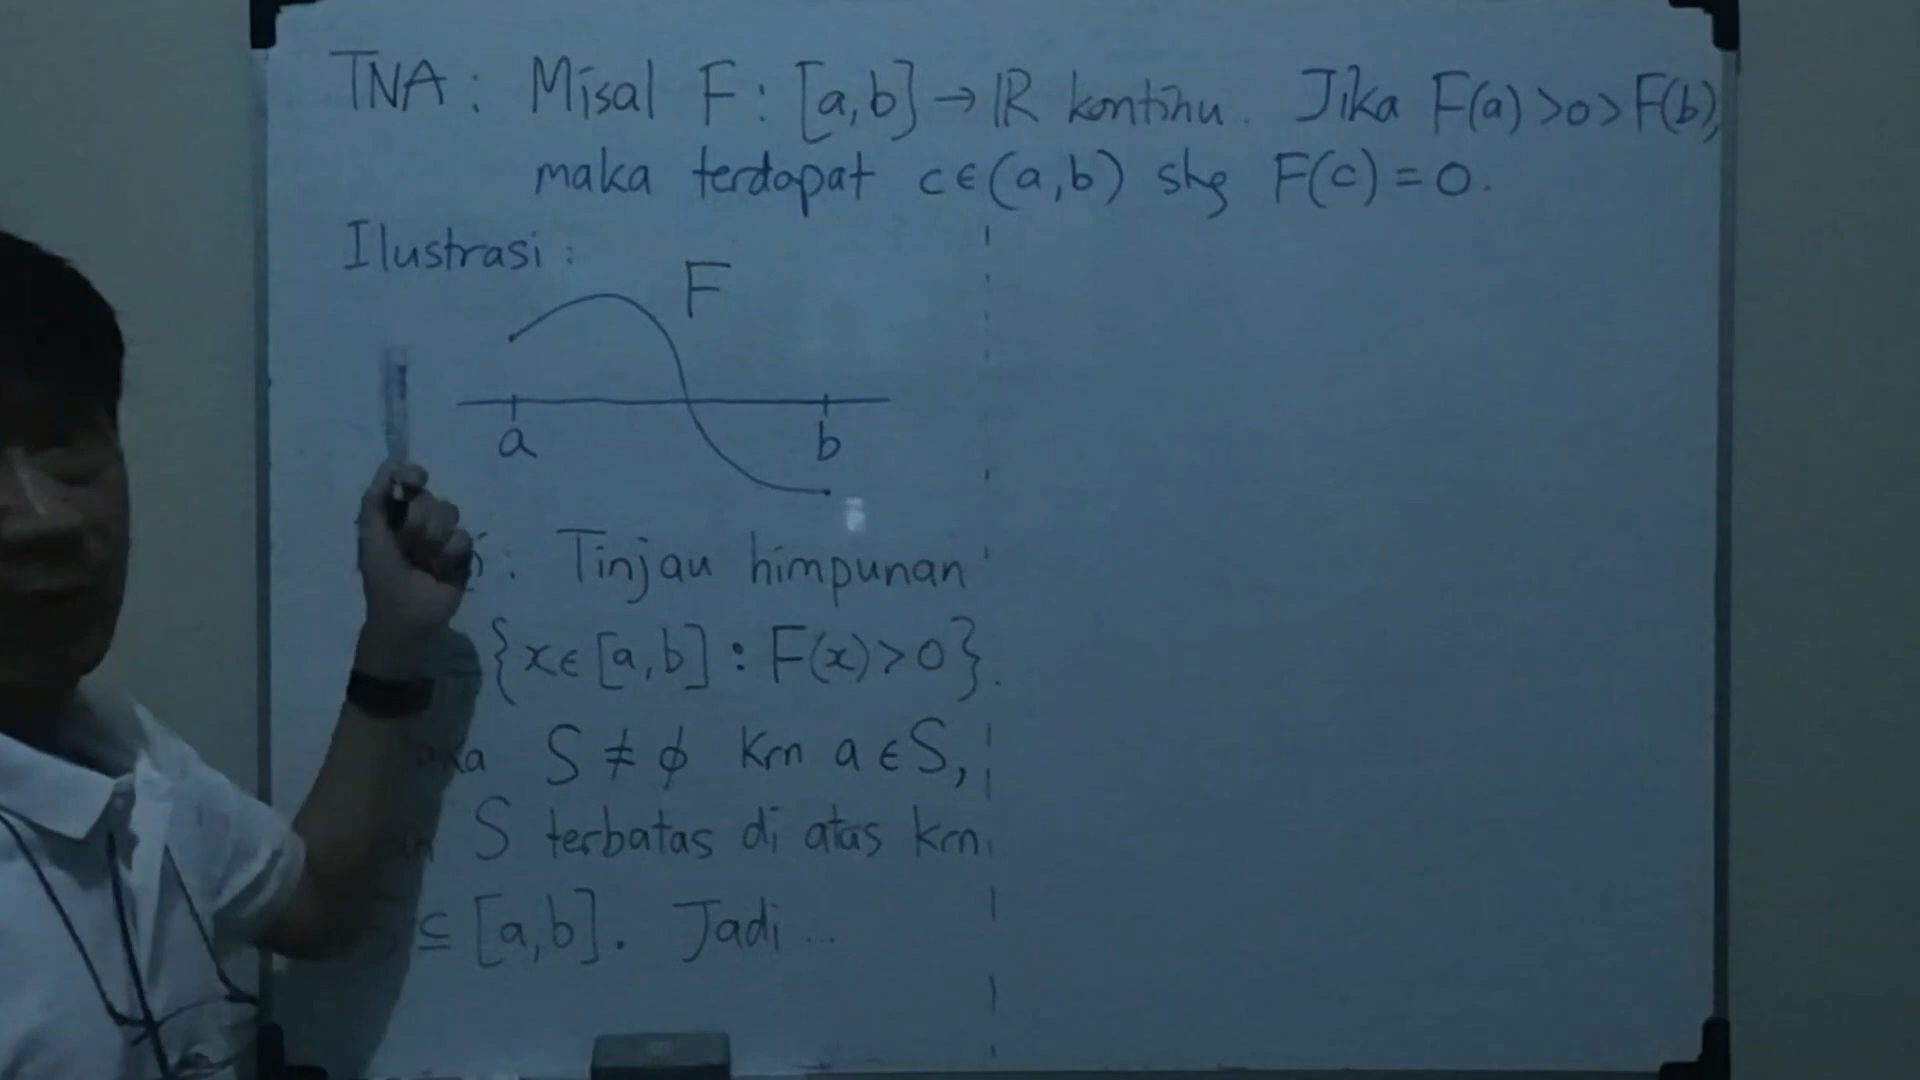 TNA : Misal F : [a,b] → ℝ kontinu. Jika F(a)>0>F(b),
maka terdapat c∈(a,b) shg F(c)=0.
Ilustrasi :
F
a b
Tinjau himpunan
= {x∈[a,b] : F(x)>0}.
S ≠ ∅ krn a∈S,
S terbatas di atas krn
⊆ [a,b]. Jadi ...